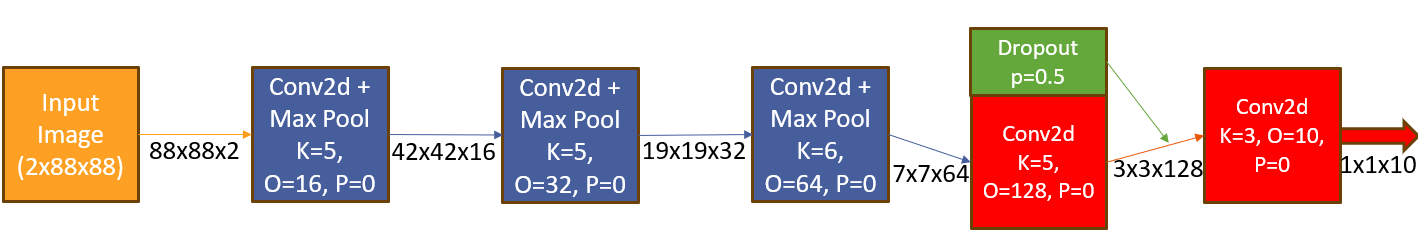 Input
Image
(2x88x88)
88x88x2
Conv2d +
Max Pool
K=5,
O=16, P=0
42x42x16
Conv2d +
Max Pool
K=5,
O=32, P=0
19x19x32
Conv2d +
Max Pool
K=6,
O=64, P=0
7x7x64
Dropout
p=0.5
Conv2d
K=5,
O=128, P=0
3x3x128
Conv2d
K=3, O=10,
P=0
1x1x10